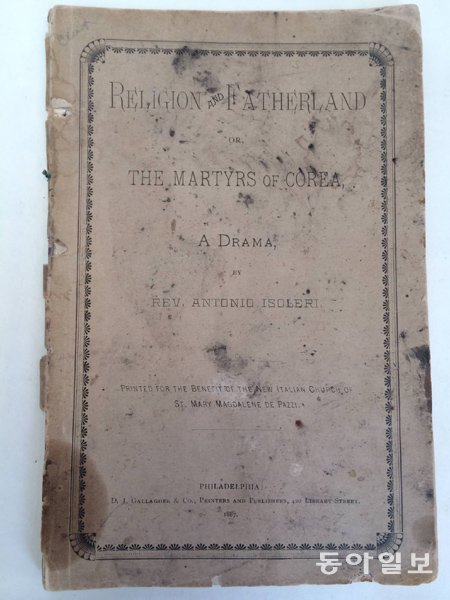 RELIGION AND FATHERLAND
OR,
THE MARTYRS OF COREA,
A DRAMA,
BY
REV. ANTONIO ISOLERI.
PRINTED FOR THE BENEFIT OF THE NEW ITALIAN CHURCH OF
ST. MARY MAGDALENE DE PAZZI.
PHILADELPHIA:
D. J. GALLAGHER & CO., PRINTERS AND PUBLISHERS, 420 LIBRARY STREET.
1887.
동아일보